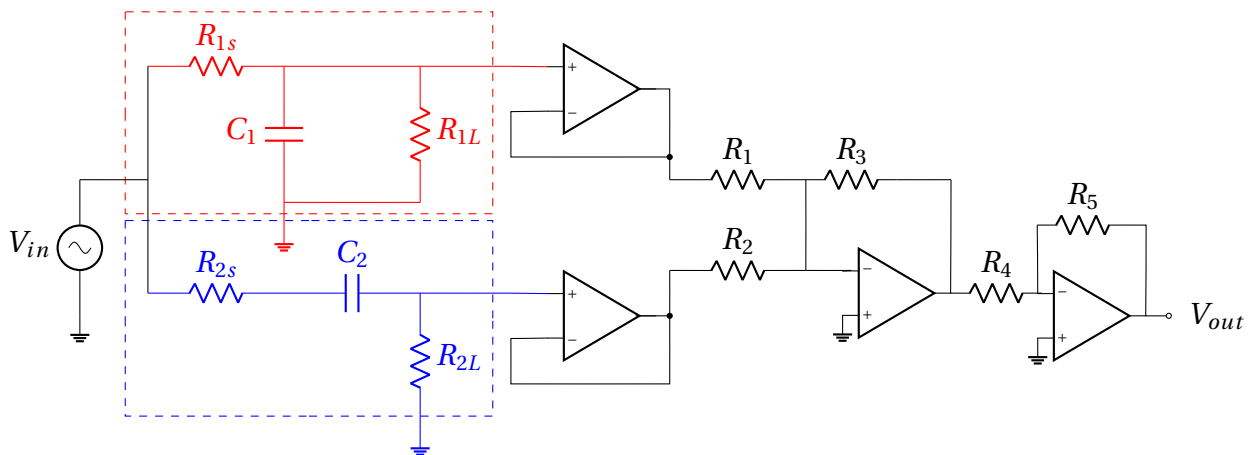 R1s
C1
R1L
Vin
R2s
C2
R2L
+
−
+
−
R1
R2
R3
−
+
R4
R5
−
+
Vout